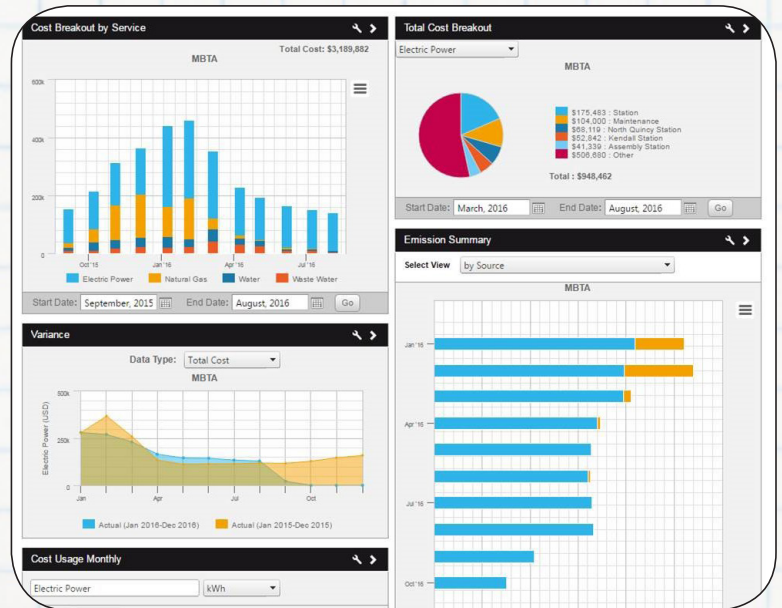 Cost Breakout by Service
Total Cost: $3,189,882
MBTA
600k
400k
200k
0
Oct '15
Jan '16
Apr '16
Jul '16
Electric Power
Natural Gas
Water
Waste Water
Start Date: September, 2015 End Date: August, 2016 Go
Variance
Data Type: Total Cost
MBTA
Electric Power (USD)
500k
250k
0
Jan
Apr
Jul
Oct
Actual (Jan 2016-Dec 2016)
Actual (Jan 2015-Dec 2015)
Cost Usage Monthly
Electric Power
kWh
Total Cost Breakout
Electric Power
MBTA
$175,483 : Station
$104,000 : Maintenance
$68,119 : North Quincy Station
$52,842 : Kendall Station
$41,339 : Assembly Station
$506,680 : Other
Total : $948,462
Start Date: March, 2016 End Date: August, 2016 Go
Emission Summary
Select View by Source
MBTA
Jan '16
Apr '16
Jul '16
Oct '16